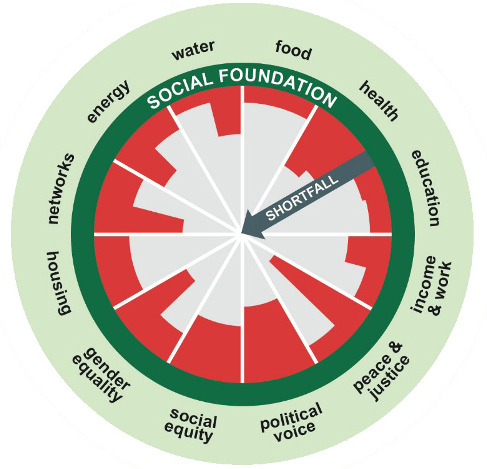 SOCIAL FOUNDATION
SHORTFALL
water
food
health
education
income
& work
peace &
justice
political
voice
social
equity
gender
equality
housing
networks
energy